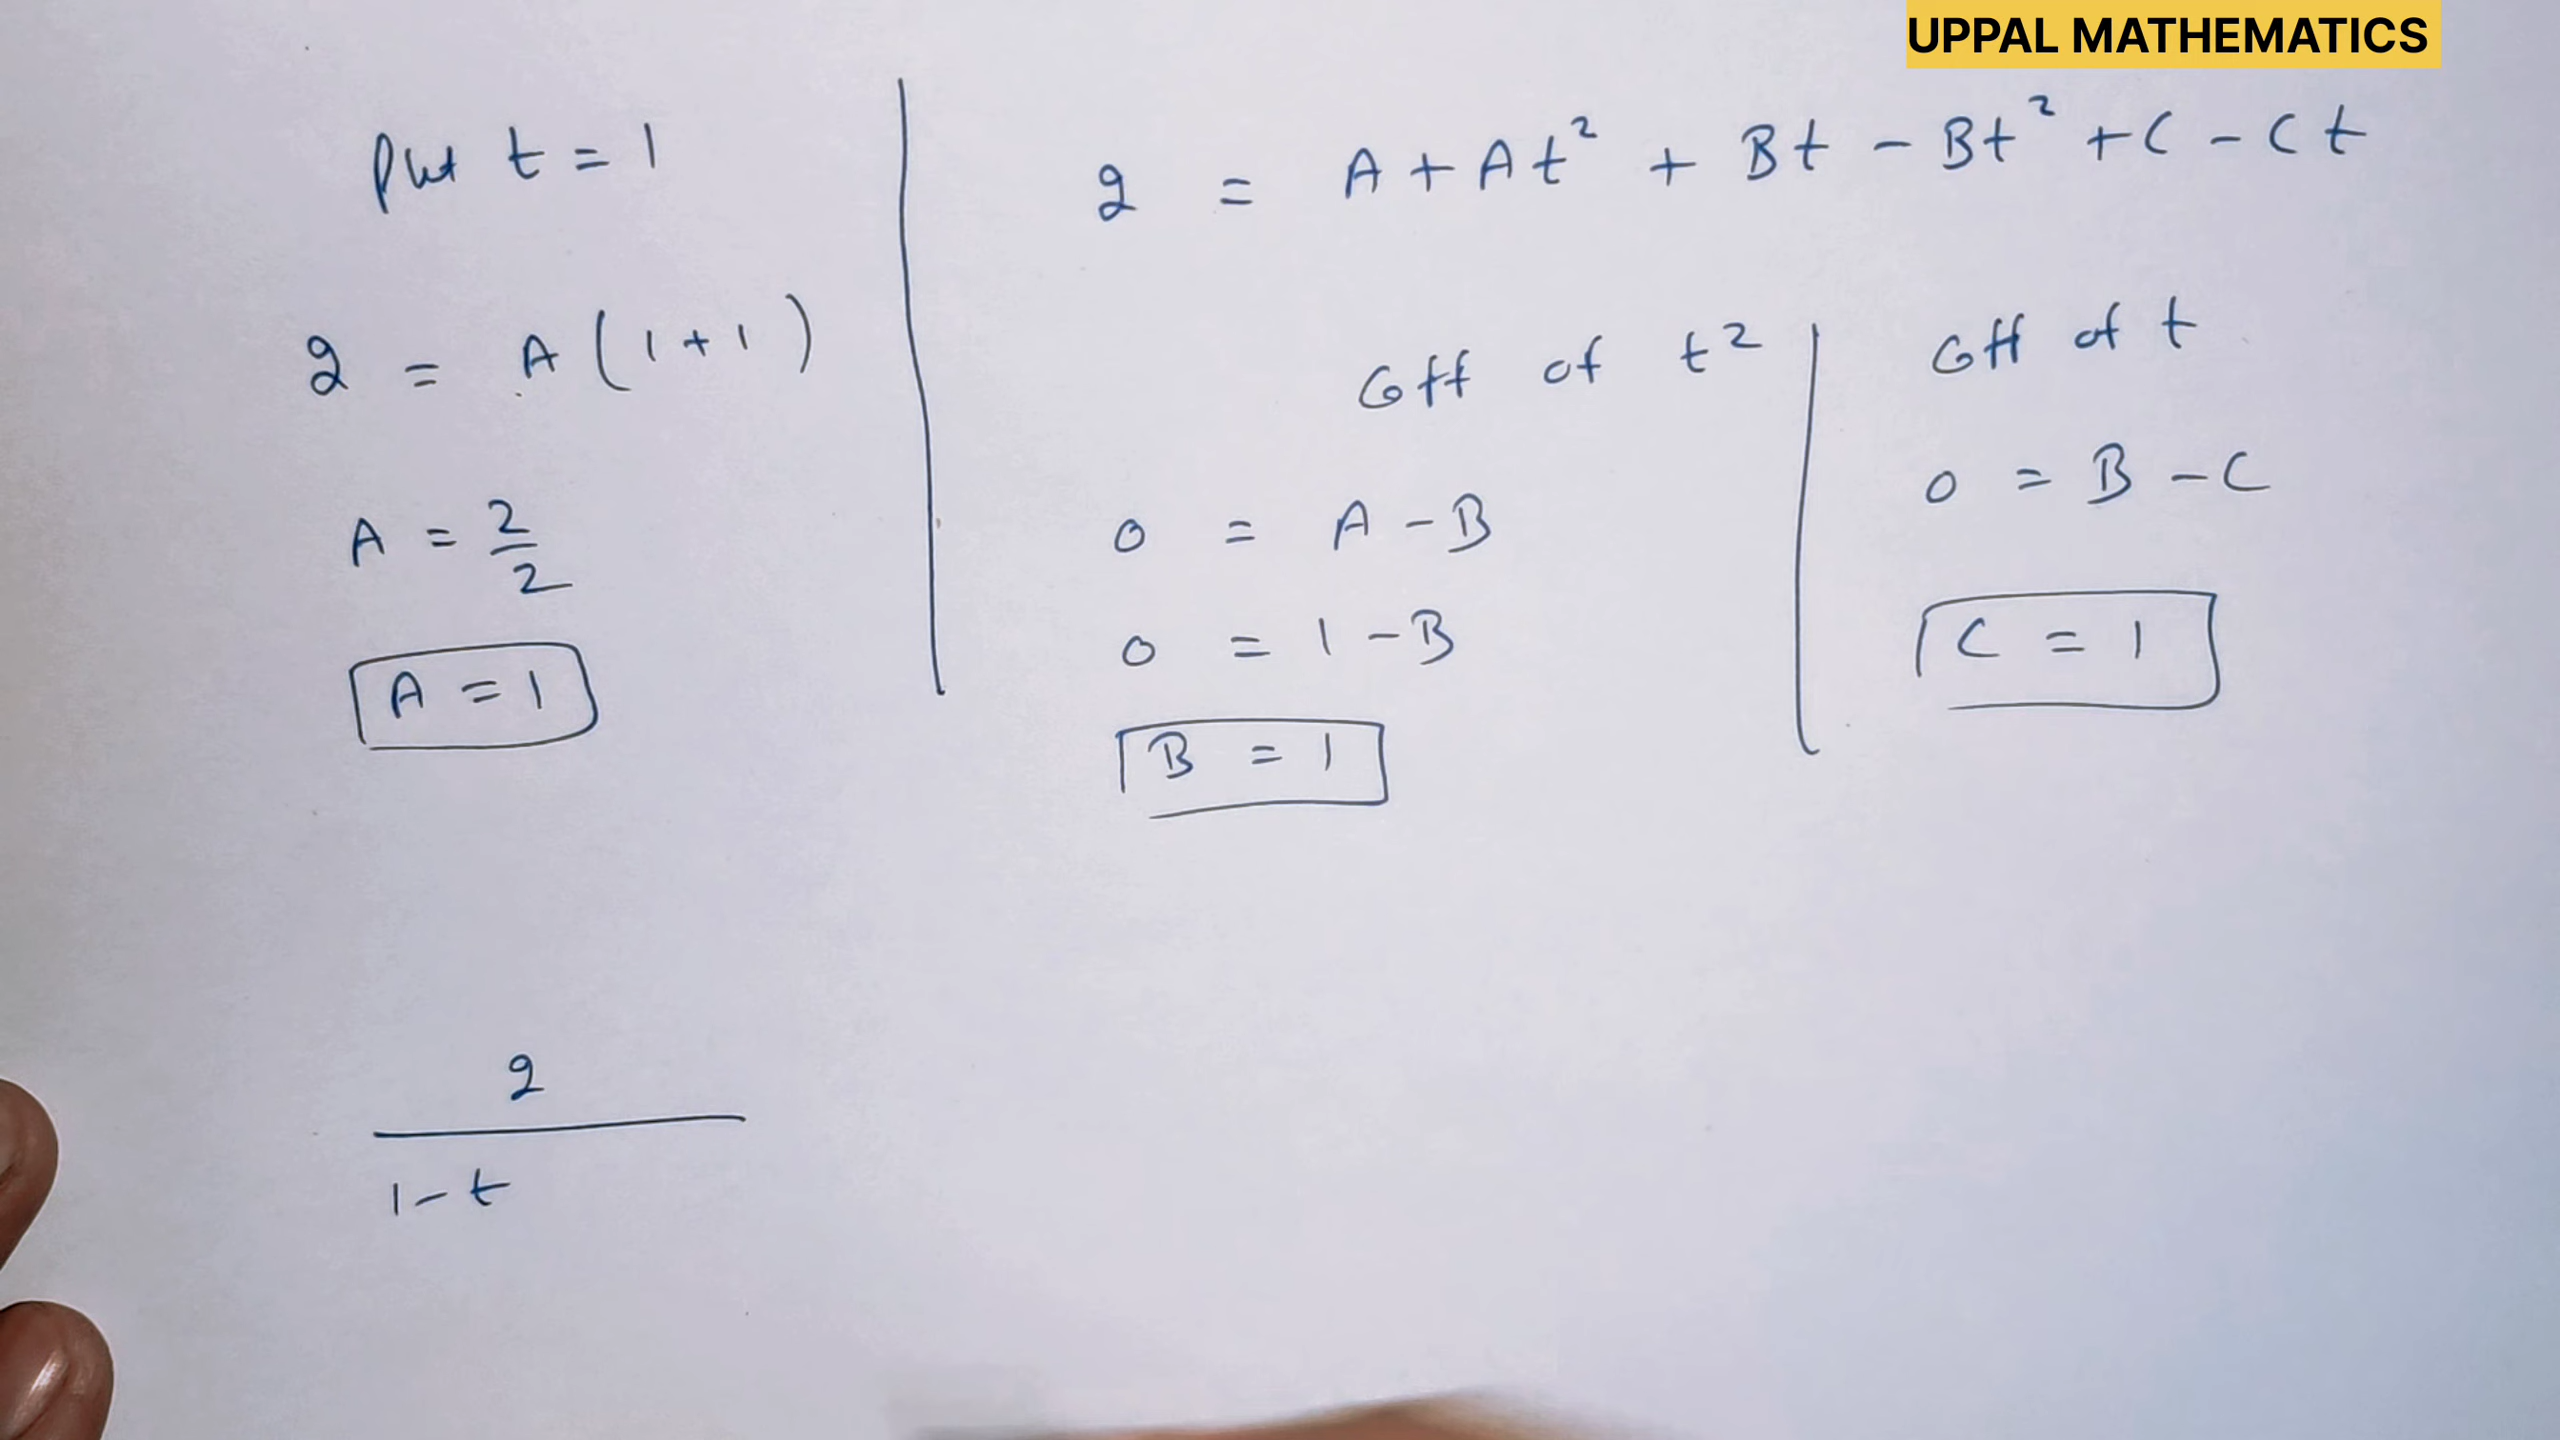 UPPAL MATHEMATICS
Put t = 1
2 = A (1+1)
A = 2/2
A = 1
2 = A + At² + Bt - Bt² + C - Ct
Coff of t²
0 = A - B
0 = 1 - B
B = 1
Coff of t
0 = B - C
C = 1
2
1 - t